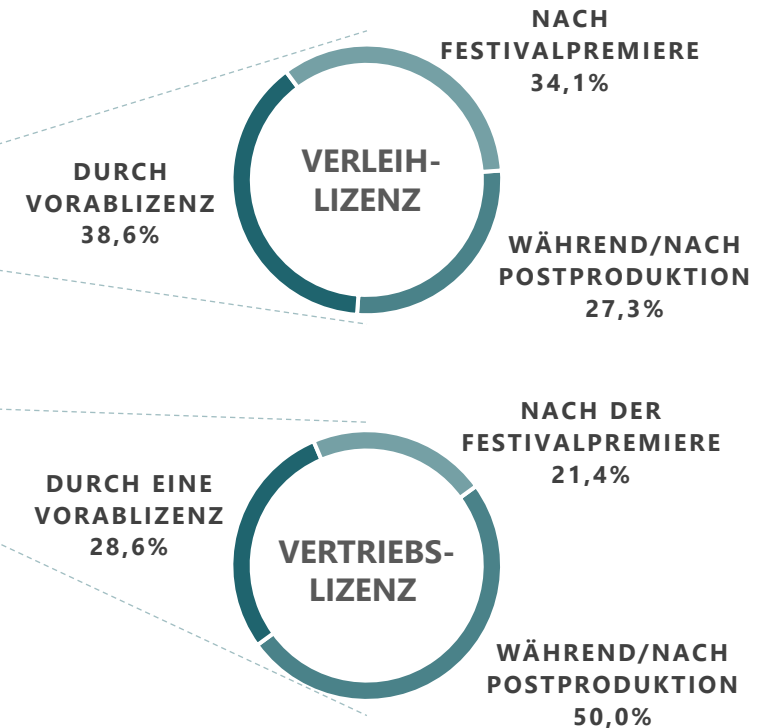 NACH
FESTIVALPREMIERE
34,1%
VERLEIH-
LIZENZ
DURCH
VORABLIZENZ
38,6%
WÄHREND/NACH
POSTPRODUKTION
27,3%
NACH DER
FESTIVALPREMIERE
21,4%
DURCH EINE
VORABLIZENZ
28,6%
VERTRIEBS-
LIZENZ
WÄHREND/NACH
POSTPRODUKTION
50,0%